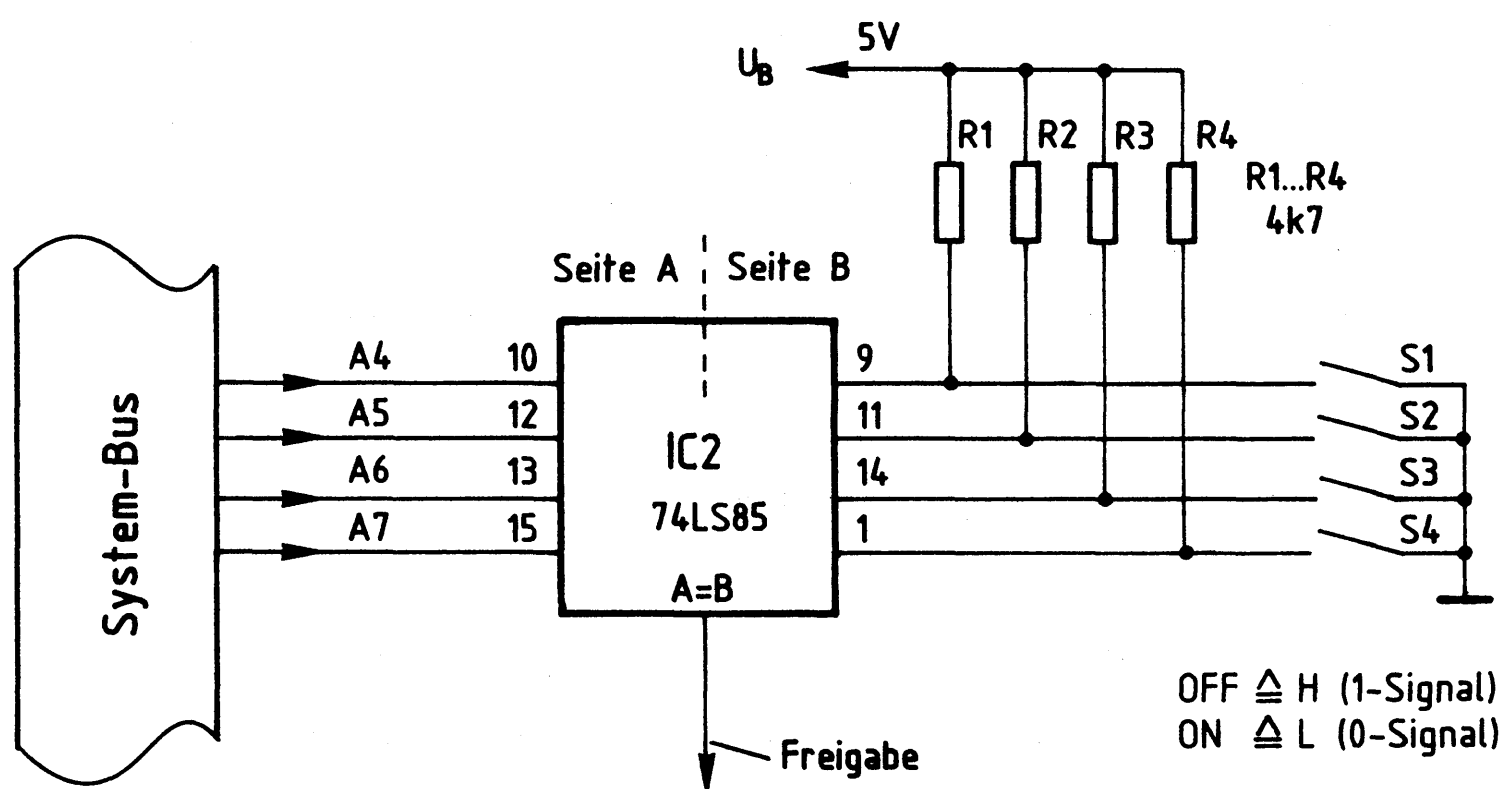 5V
UB
R1
R2
R3
R4
R1...R4
4k7
Seite A
Seite B
System-Bus
A4
10
A5
12
A6
13
A7
15
IC2
74LS85
A=B
9
11
14
1
S1
S2
S3
S4
Freigabe
OFF ≙ H (1-Signal)
ON ≙ L (0-Signal)